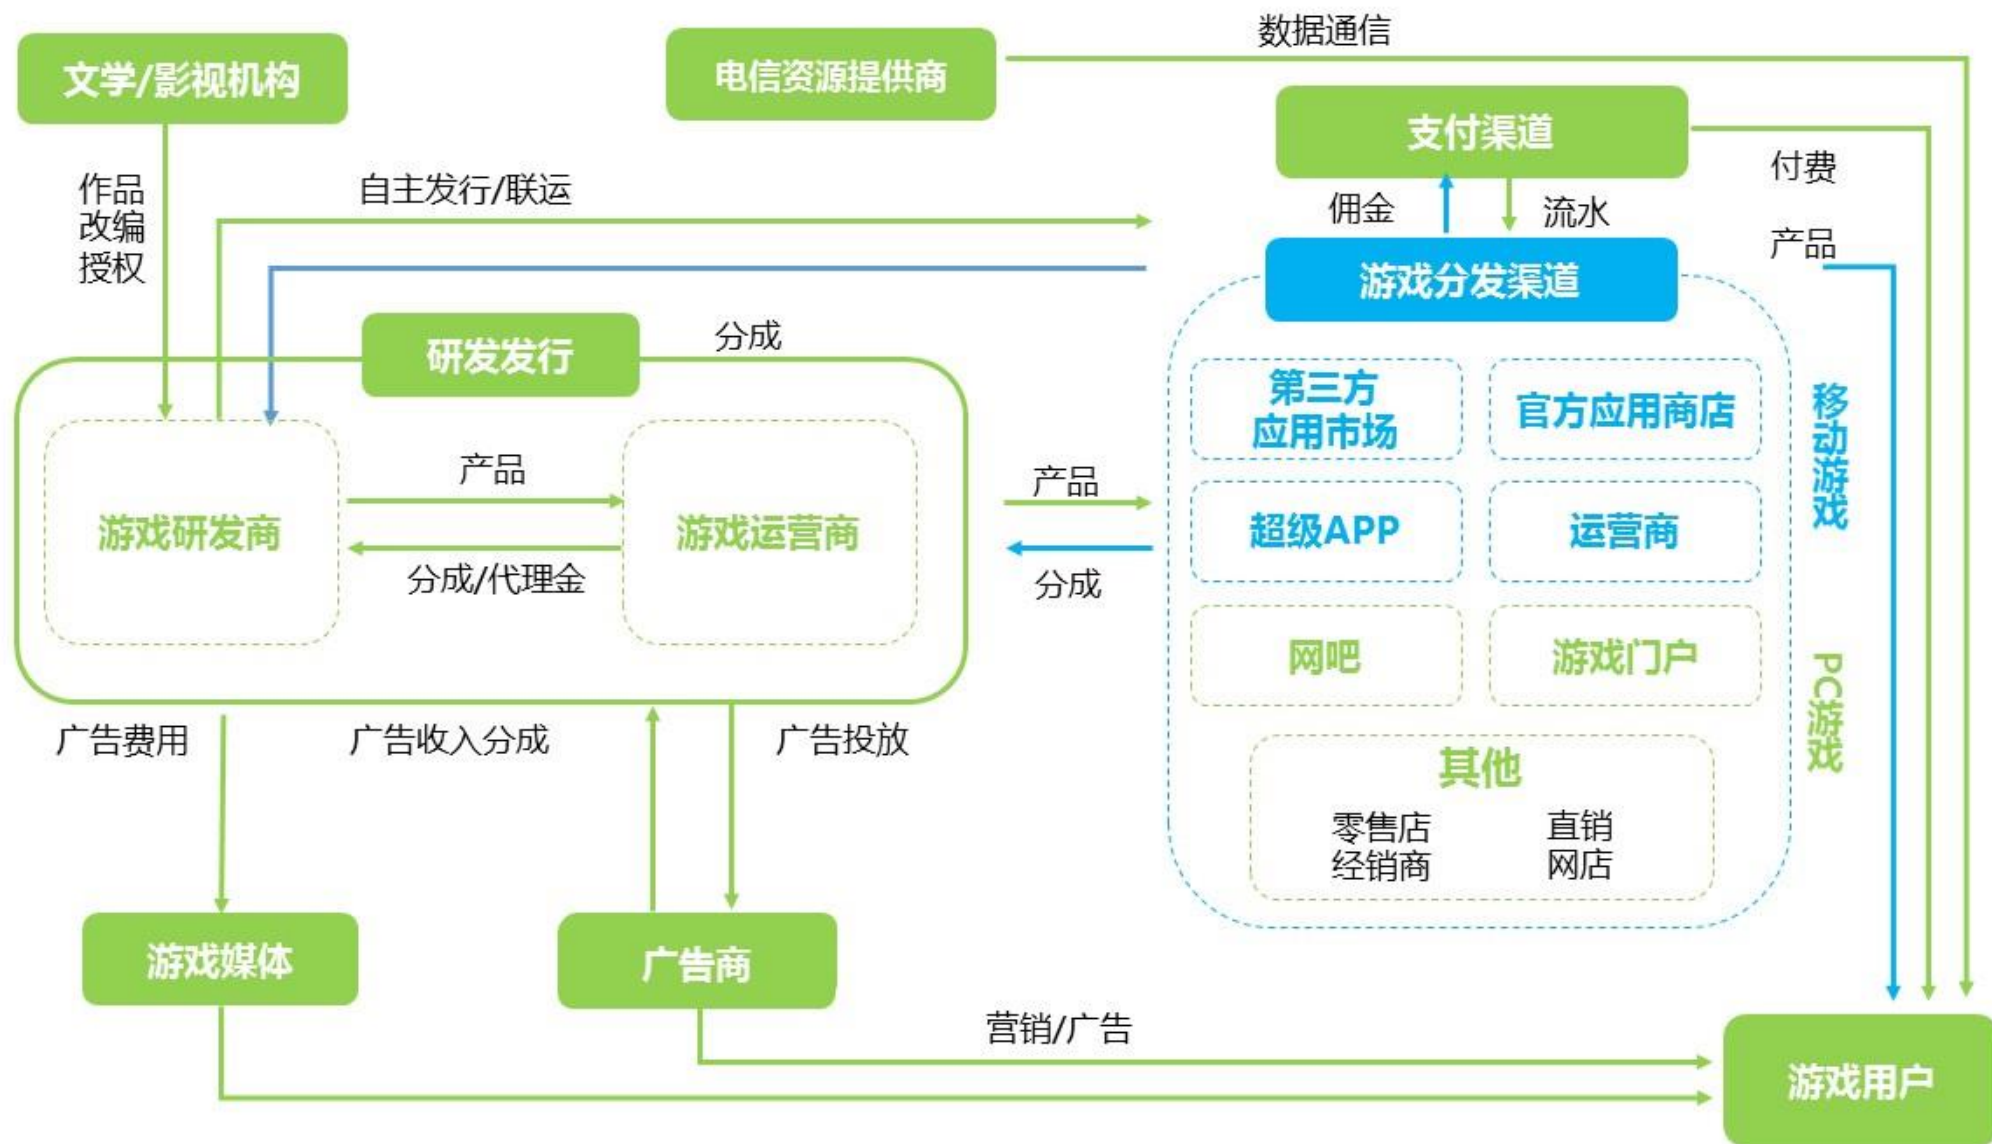 数据通信
文学/影视机构
电信资源提供商
支付渠道
付费
作品
改编
授权
自主发行/联运
佣金
流水
产品
游戏分发渠道
研发发行
分成
第三方
应用市场
官方应用商店
移动游戏
产品
产品
游戏研发商
游戏运营商
超级APP
运营商
分成/代理金
分成
网吧
游戏门户
PC游戏
广告费用
广告收入分成
广告投放
其他
零售店
直销
经销商
网店
游戏媒体
广告商
营销/广告
游戏用户